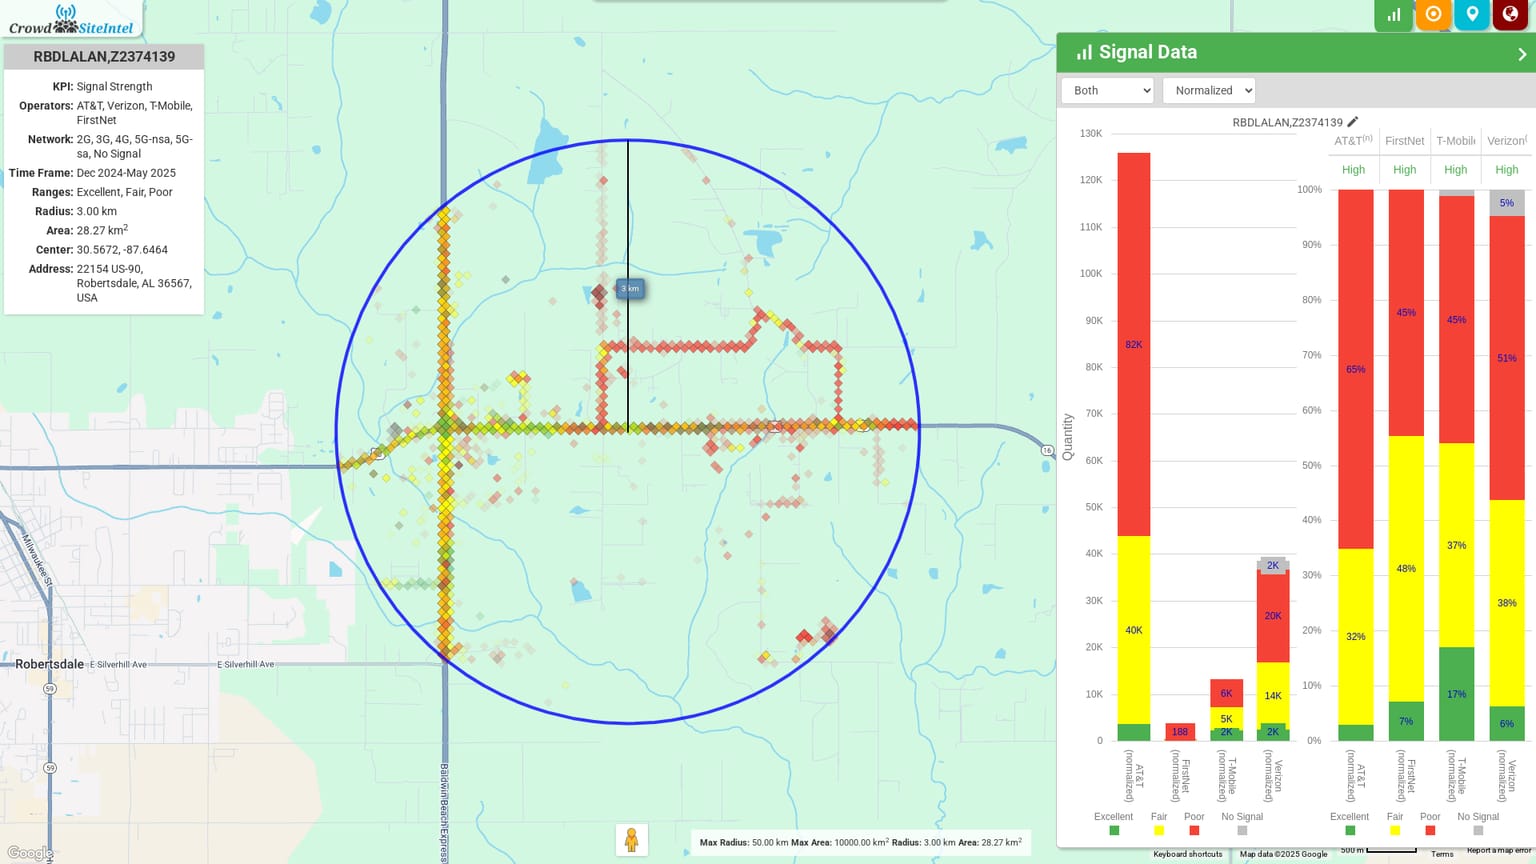 Crowd SiteIntel
RBDLALAN,Z2374139
KPI: Signal Strength
Operators: AT&T, Verizon, T-Mobile,
FirstNet
Network: 2G, 3G, 4G, 5G-nsa, 5G-
sa, No Signal
Time Frame: Dec 2024-May 2025
Ranges: Excellent, Fair, Poor
Radius: 3.00 km
Area: 28.27 km2
Center: 30.5672, -87.6464
Address: 22154 US-90,
Robertsdale, AL 36567,
USA
3 km
16
Milwaukee St
Robertsdale
E Silverhill Ave
E Silverhill Ave
59
59
Baldwin Beach Express
Google
Max Radius: 50.00 km Max Area: 10000.00 km2 Radius: 3.00 km Area: 28.27 km2
Signal Data
Both
Normalized
RBDLALAN,Z2374139
130K
120K
110K
100K
90K
80K
70K
60K
50K
40K
30K
20K
10K
0
Quantity
82K
40K
188
6K
5K
2K
2K
20K
14K
2K
AT&T (normalized)
FirstNet (normalized)
T-Mobile (normalized)
Verizon (normalized)
Excellent Fair Poor No Signal
AT&T(n) FirstNet T-Mobile Verizon(
High High High High
100%
90%
80%
70%
60%
50%
40%
30%
20%
10%
0%
65%
32%
45%
48%
7%
45%
37%
17%
5%
51%
38%
6%
AT&T (normalized)
FirstNet (normalized)
T-Mobile (normalized)
Verizon (normalized)
Excellent Fair Poor No Signal
Keyboard shortcuts Map data ©2025 Google 500 m Terms Report a map error